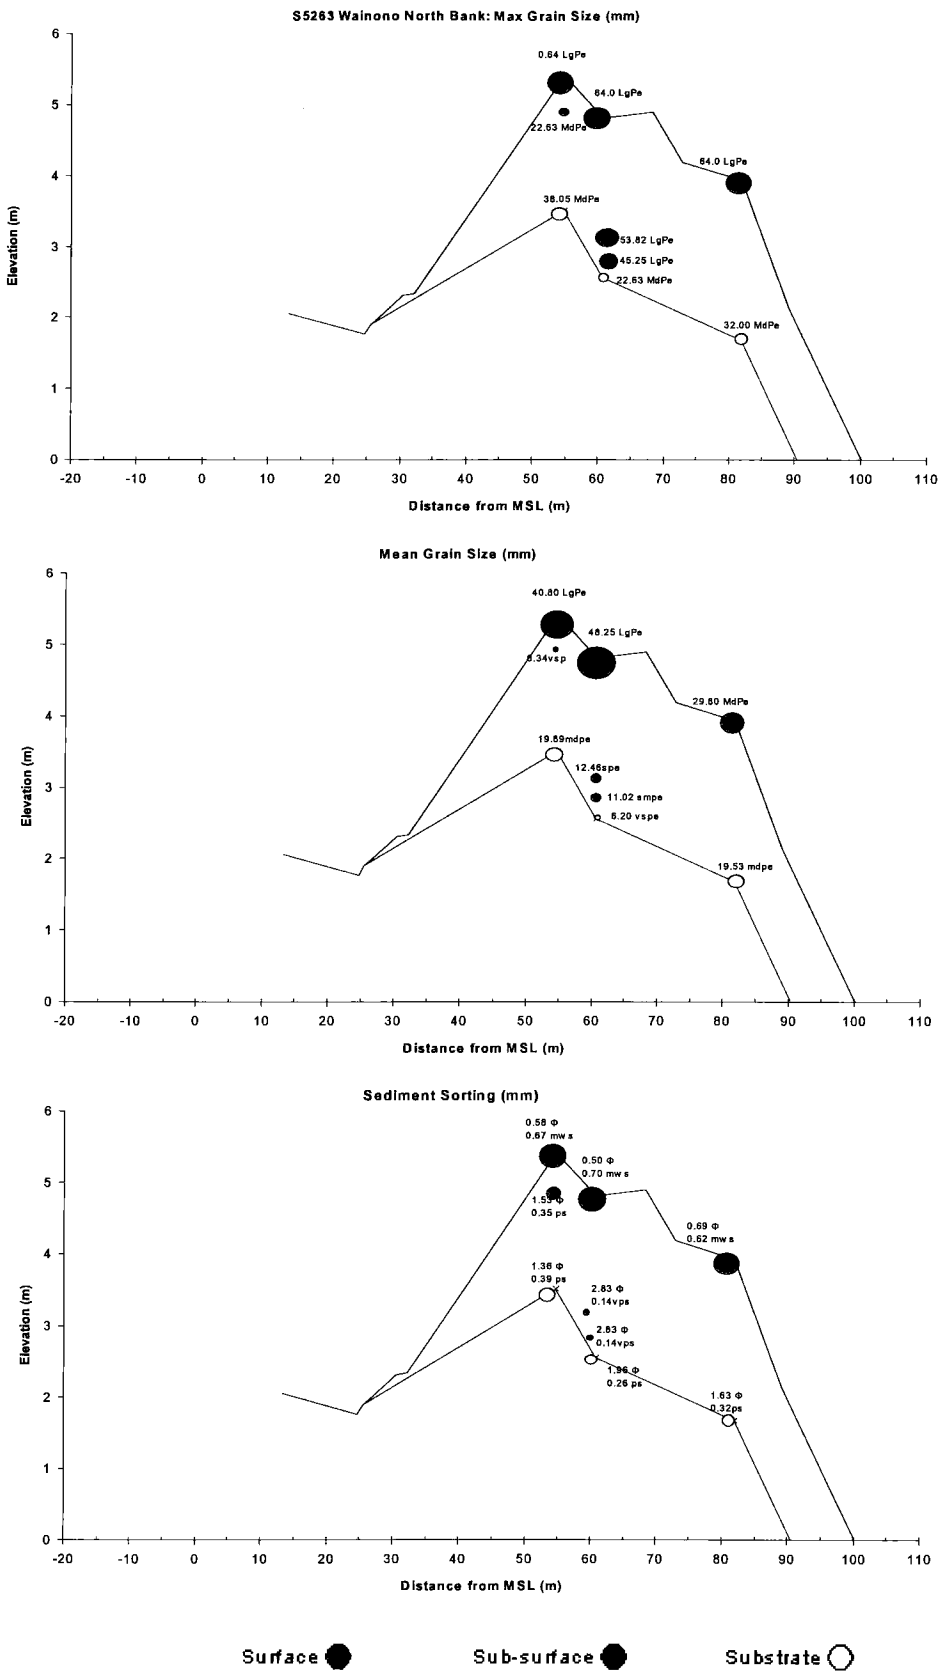 S5263 Wainono North Bank: Max Grain Size (mm)
6
0.64 LgPe
64.0 LgPe
5
22.63 MdPe
64.0 LgPe
4
38.05 MdPe
Elevation (m)
53.82 LgPe
3
45.25 LgPe
22.63 MdPe
2
32.00 MdPe
1
0
-20 -10 0 10 20 30 40 50 60 70 80 90 100 110
Distance from MSL (m)
Mean Grain Size (mm)
6
40.80 LgPe
48.25 LgPe
5
6.34vsp
29.60 MdPe
4
19.69mdpe
Elevation (m)
12.46spe
3
11.02 smpe
6.20 vspe
2
19.53 mdpe
1
0
-20 -10 0 10 20 30 40 50 60 70 80 90 100 110
Distance from MSL (m)
Sediment Sorting (mm)
6
0.58 Φ
0.67 mws
0.50 Φ
0.70 mws
5
1.53 Φ
0.35 ps
0.69 Φ
0.62 mws
4
1.36 Φ
0.39 ps
Elevation (m)
2.83 Φ
0.14vps
3
2.83 Φ
0.14vps
1.96 Φ
0.26 ps
2
1.63 Φ
0.32ps
1
0
-20 -10 0 10 20 30 40 50 60 70 80 90 100 110
Distance from MSL (m)
Surface Sub-surface Substrate